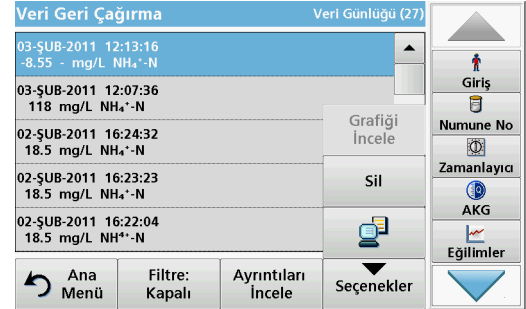 Veri Geri Çağırma
Veri Günlüğü (27)
03-ŞUB-2011 12:13:16
-8.55 - mg/L NH₄⁺-N
03-ŞUB-2011 12:07:36
118 mg/L NH₄⁺-N
02-ŞUB-2011 16:24:32
18.5 mg/L NH₄⁺-N
02-ŞUB-2011 16:23:23
18.5 mg/L NH₄⁺-N
02-ŞUB-2011 16:22:04
18.5 mg/L NH⁴⁺-N
Grafiği
İncele
Sil
Ana
Menü
Filtre:
Kapalı
Ayrıntıları
İncele
Seçenekler
Giriş
Numune No
Zamanlayıcı
AKG
Eğilimler